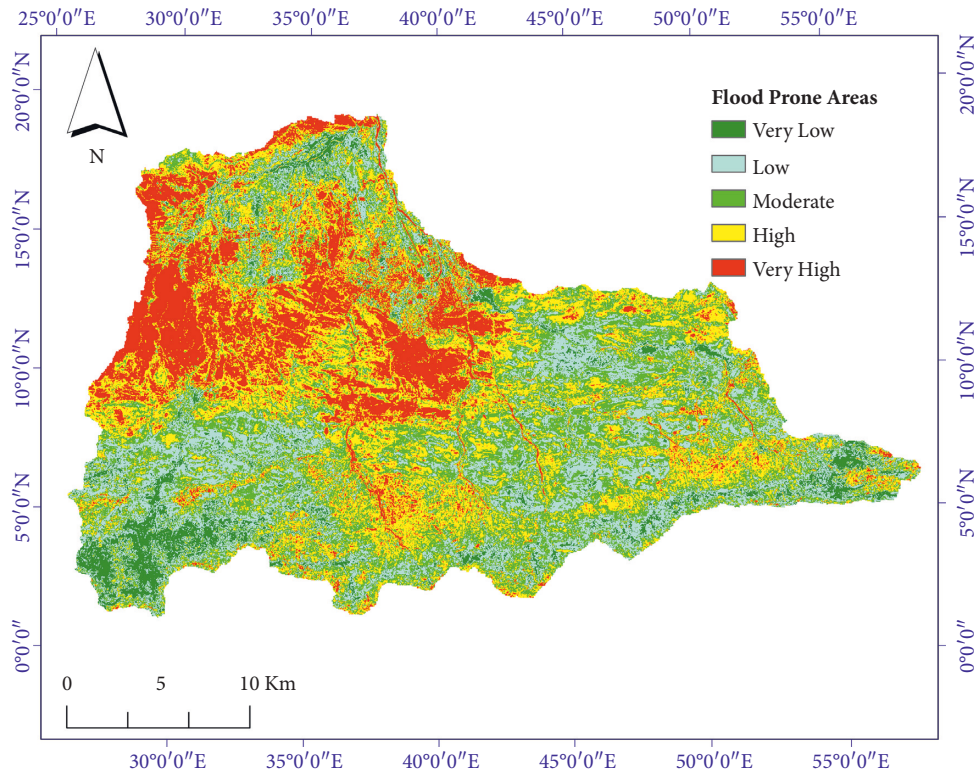 25°0′0″E 30°0′0″E 35°0′0″E 40°0′0″E 45°0′0″E 50°0′0″E 55°0′0″E
20°0′0″N
15°0′0″N
10°0′0″N
5°0′0″N
0°0′0″
N
Flood Prone Areas
Very Low
Low
Moderate
High
Very High
20°0′0″N
15°0′0″N
10°0′0″N
5°0′0″N
0°0′0″N
0 5 10 Km
30°0′0″E 35°0′0″E 40°0′0″E 45°0′0″E 50°0′0″E 55°0′0″E